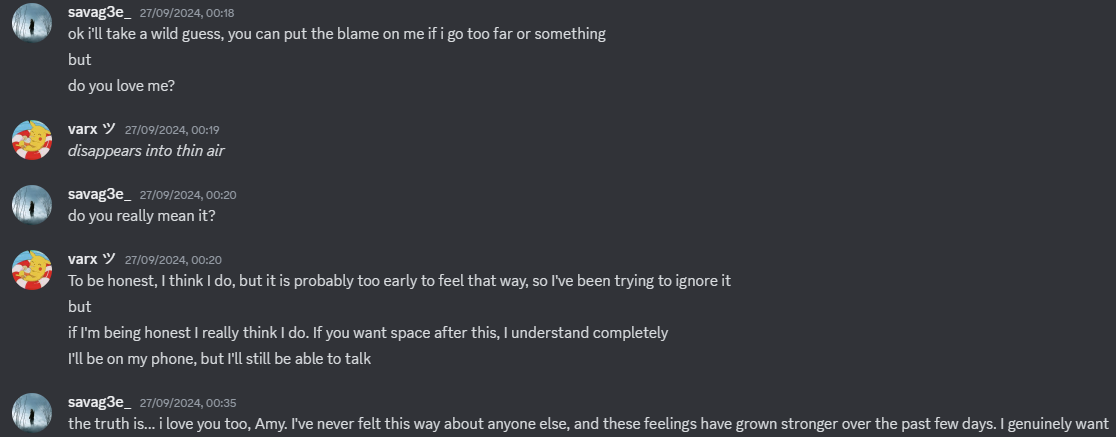 savag3e_ 27/09/2024, 00:18
ok i'll take a wild guess, you can put the blame on me if i go too far or something
but
do you love me?
varx ツ 27/09/2024, 00:19
disappears into thin air
savag3e_ 27/09/2024, 00:20
do you really mean it?
varx ツ 27/09/2024, 00:20
To be honest, I think I do, but it is probably too early to feel that way, so I've been trying to ignore it
but
if I'm being honest I really think I do. If you want space after this, I understand completely
I'll be on my phone, but I'll still be able to talk
savag3e_ 27/09/2024, 00:35
the truth is... i love you too, Amy. I've never felt this way about anyone else, and these feelings have grown stronger over the past few days. I genuinely want